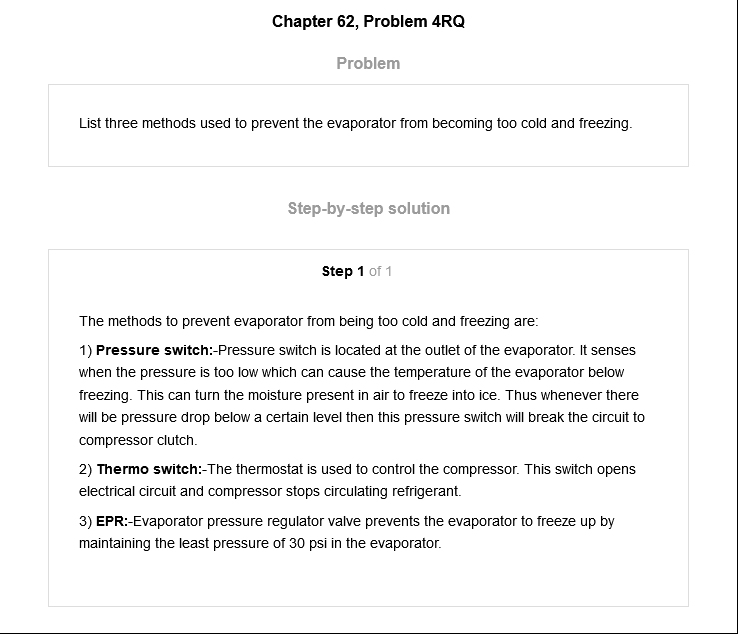 Chapter 62, Problem 4RQ
Problem
List three methods used to prevent the evaporator from becoming too cold and freezing.
Step-by-step solution
Step 1 of 1
The methods to prevent evaporator from being too cold and freezing are:
1) Pressure switch:-Pressure switch is located at the outlet of the evaporator. It senses
when the pressure is too low which can cause the temperature of the evaporator below
freezing. This can turn the moisture present in air to freeze into ice. Thus whenever there
will be pressure drop below a certain level then this pressure switch will break the circuit to
compressor clutch.
2) Thermo switch:-The thermostat is used to control the compressor. This switch opens
electrical circuit and compressor stops circulating refrigerant.
3) EPR:-Evaporator pressure regulator valve prevents the evaporator to freeze up by
maintaining the least pressure of 30 psi in the evaporator.